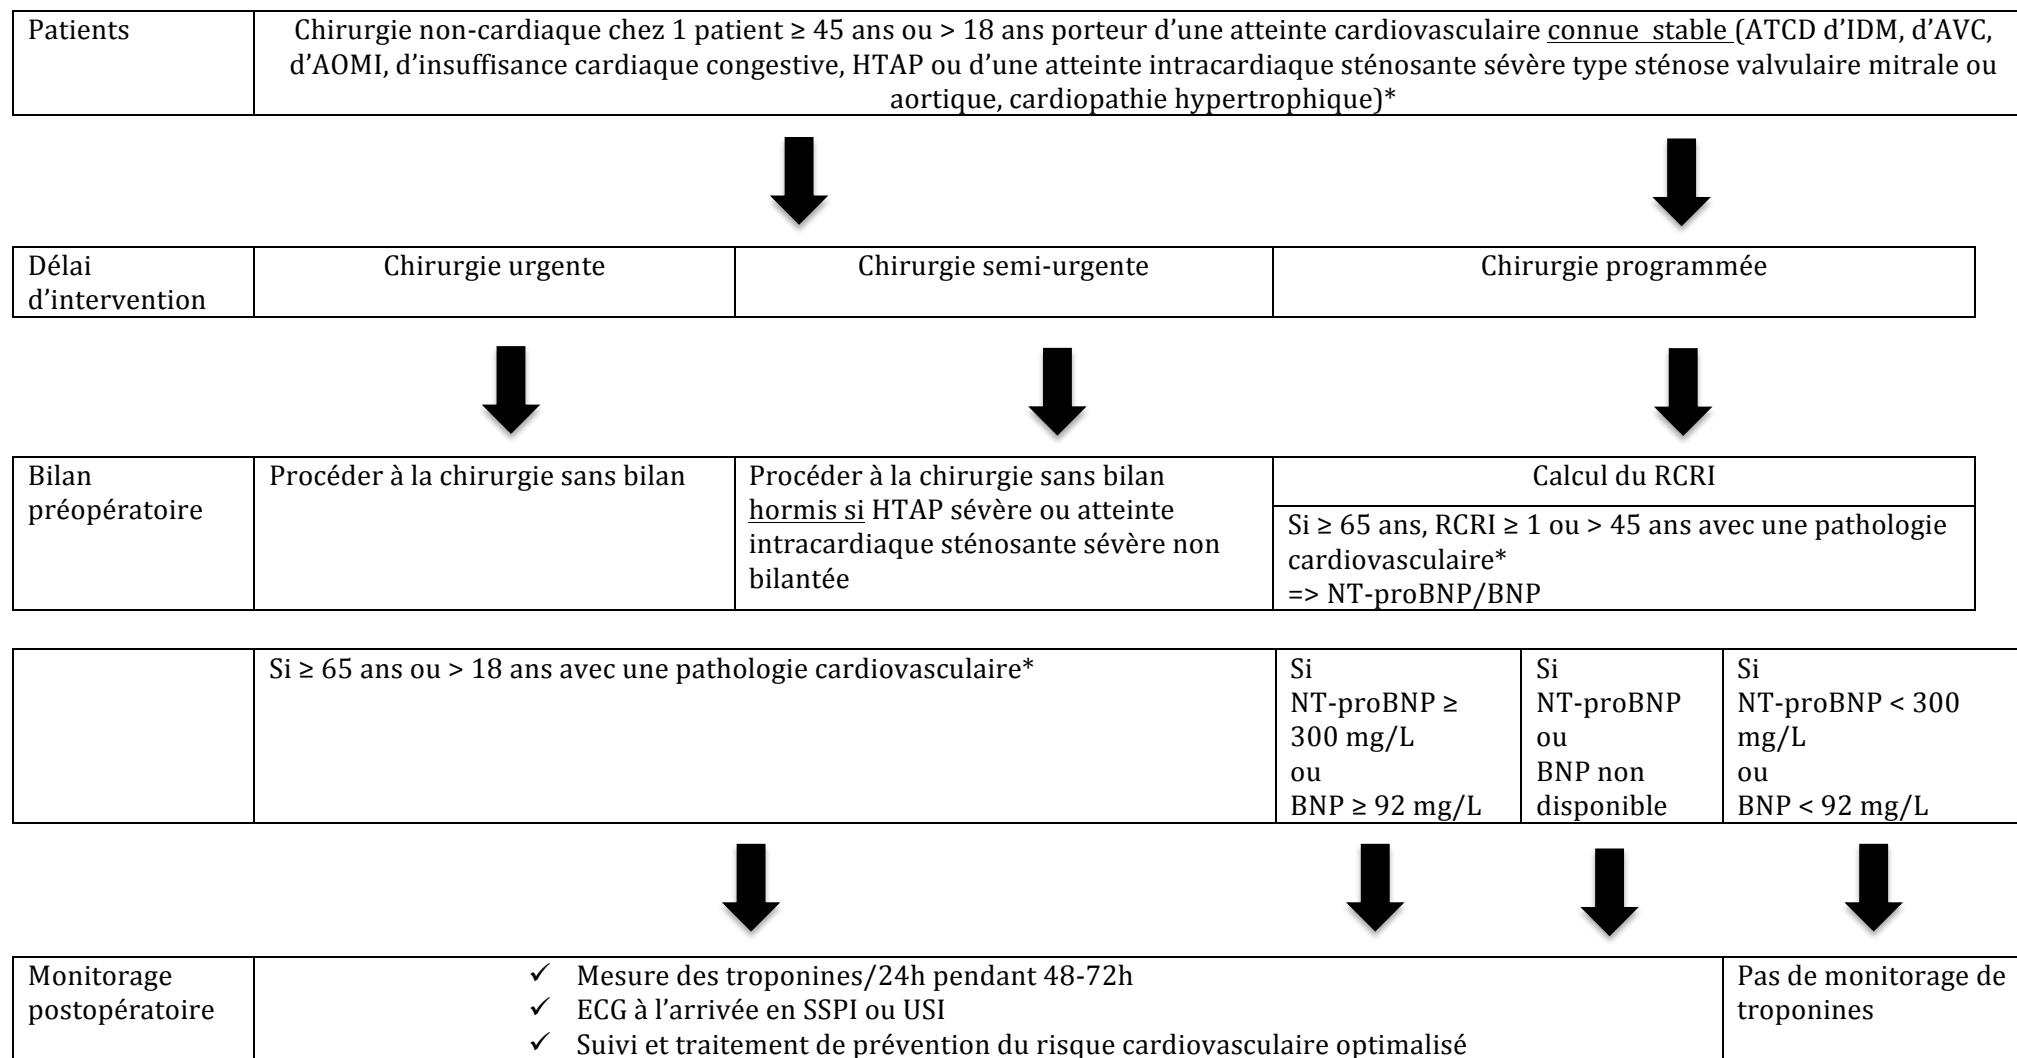 Patients
Chirurgie non-cardiaque chez 1 patient ≥ 45 ans ou > 18 ans porteur d’une atteinte cardiovasculaire connue stable (ATCD d’IDM, d’AVC,
d’AOMI, d’insuffisance cardiaque congestive, HTAP ou d’une atteinte intracardiaque sténosante sévère type sténose valvulaire mitrale ou
aortique, cardiopathie hypertrophique)*
Délai
d’intervention
Chirurgie urgente
Chirurgie semi-urgente
Chirurgie programmée
Bilan
préopératoire
Procéder à la chirurgie sans bilan
Procéder à la chirurgie sans bilan
hormis si HTAP sévère ou atteinte
intracardiaque sténosante sévère non
bilantée
Calcul du RCRI
Si ≥ 65 ans, RCRI ≥ 1 ou > 45 ans avec une pathologie
cardiovasculaire*
=> NT-proBNP/BNP
Si ≥ 65 ans ou > 18 ans avec une pathologie cardiovasculaire*
Si
NT-proBNP ≥
300 mg/L
ou
BNP ≥ 92 mg/L
Si
NT-proBNP
ou
BNP non
disponible
Si
NT-proBNP < 300
mg/L
ou
BNP < 92 mg/L
Monitorage
postopératoire
✓ Mesure des troponines/24h pendant 48-72h
✓ ECG à l’arrivée en SSPI ou USI
✓ Suivi et traitement de prévention du risque cardiovasculaire optimalisé
Pas de monitorage de
troponines